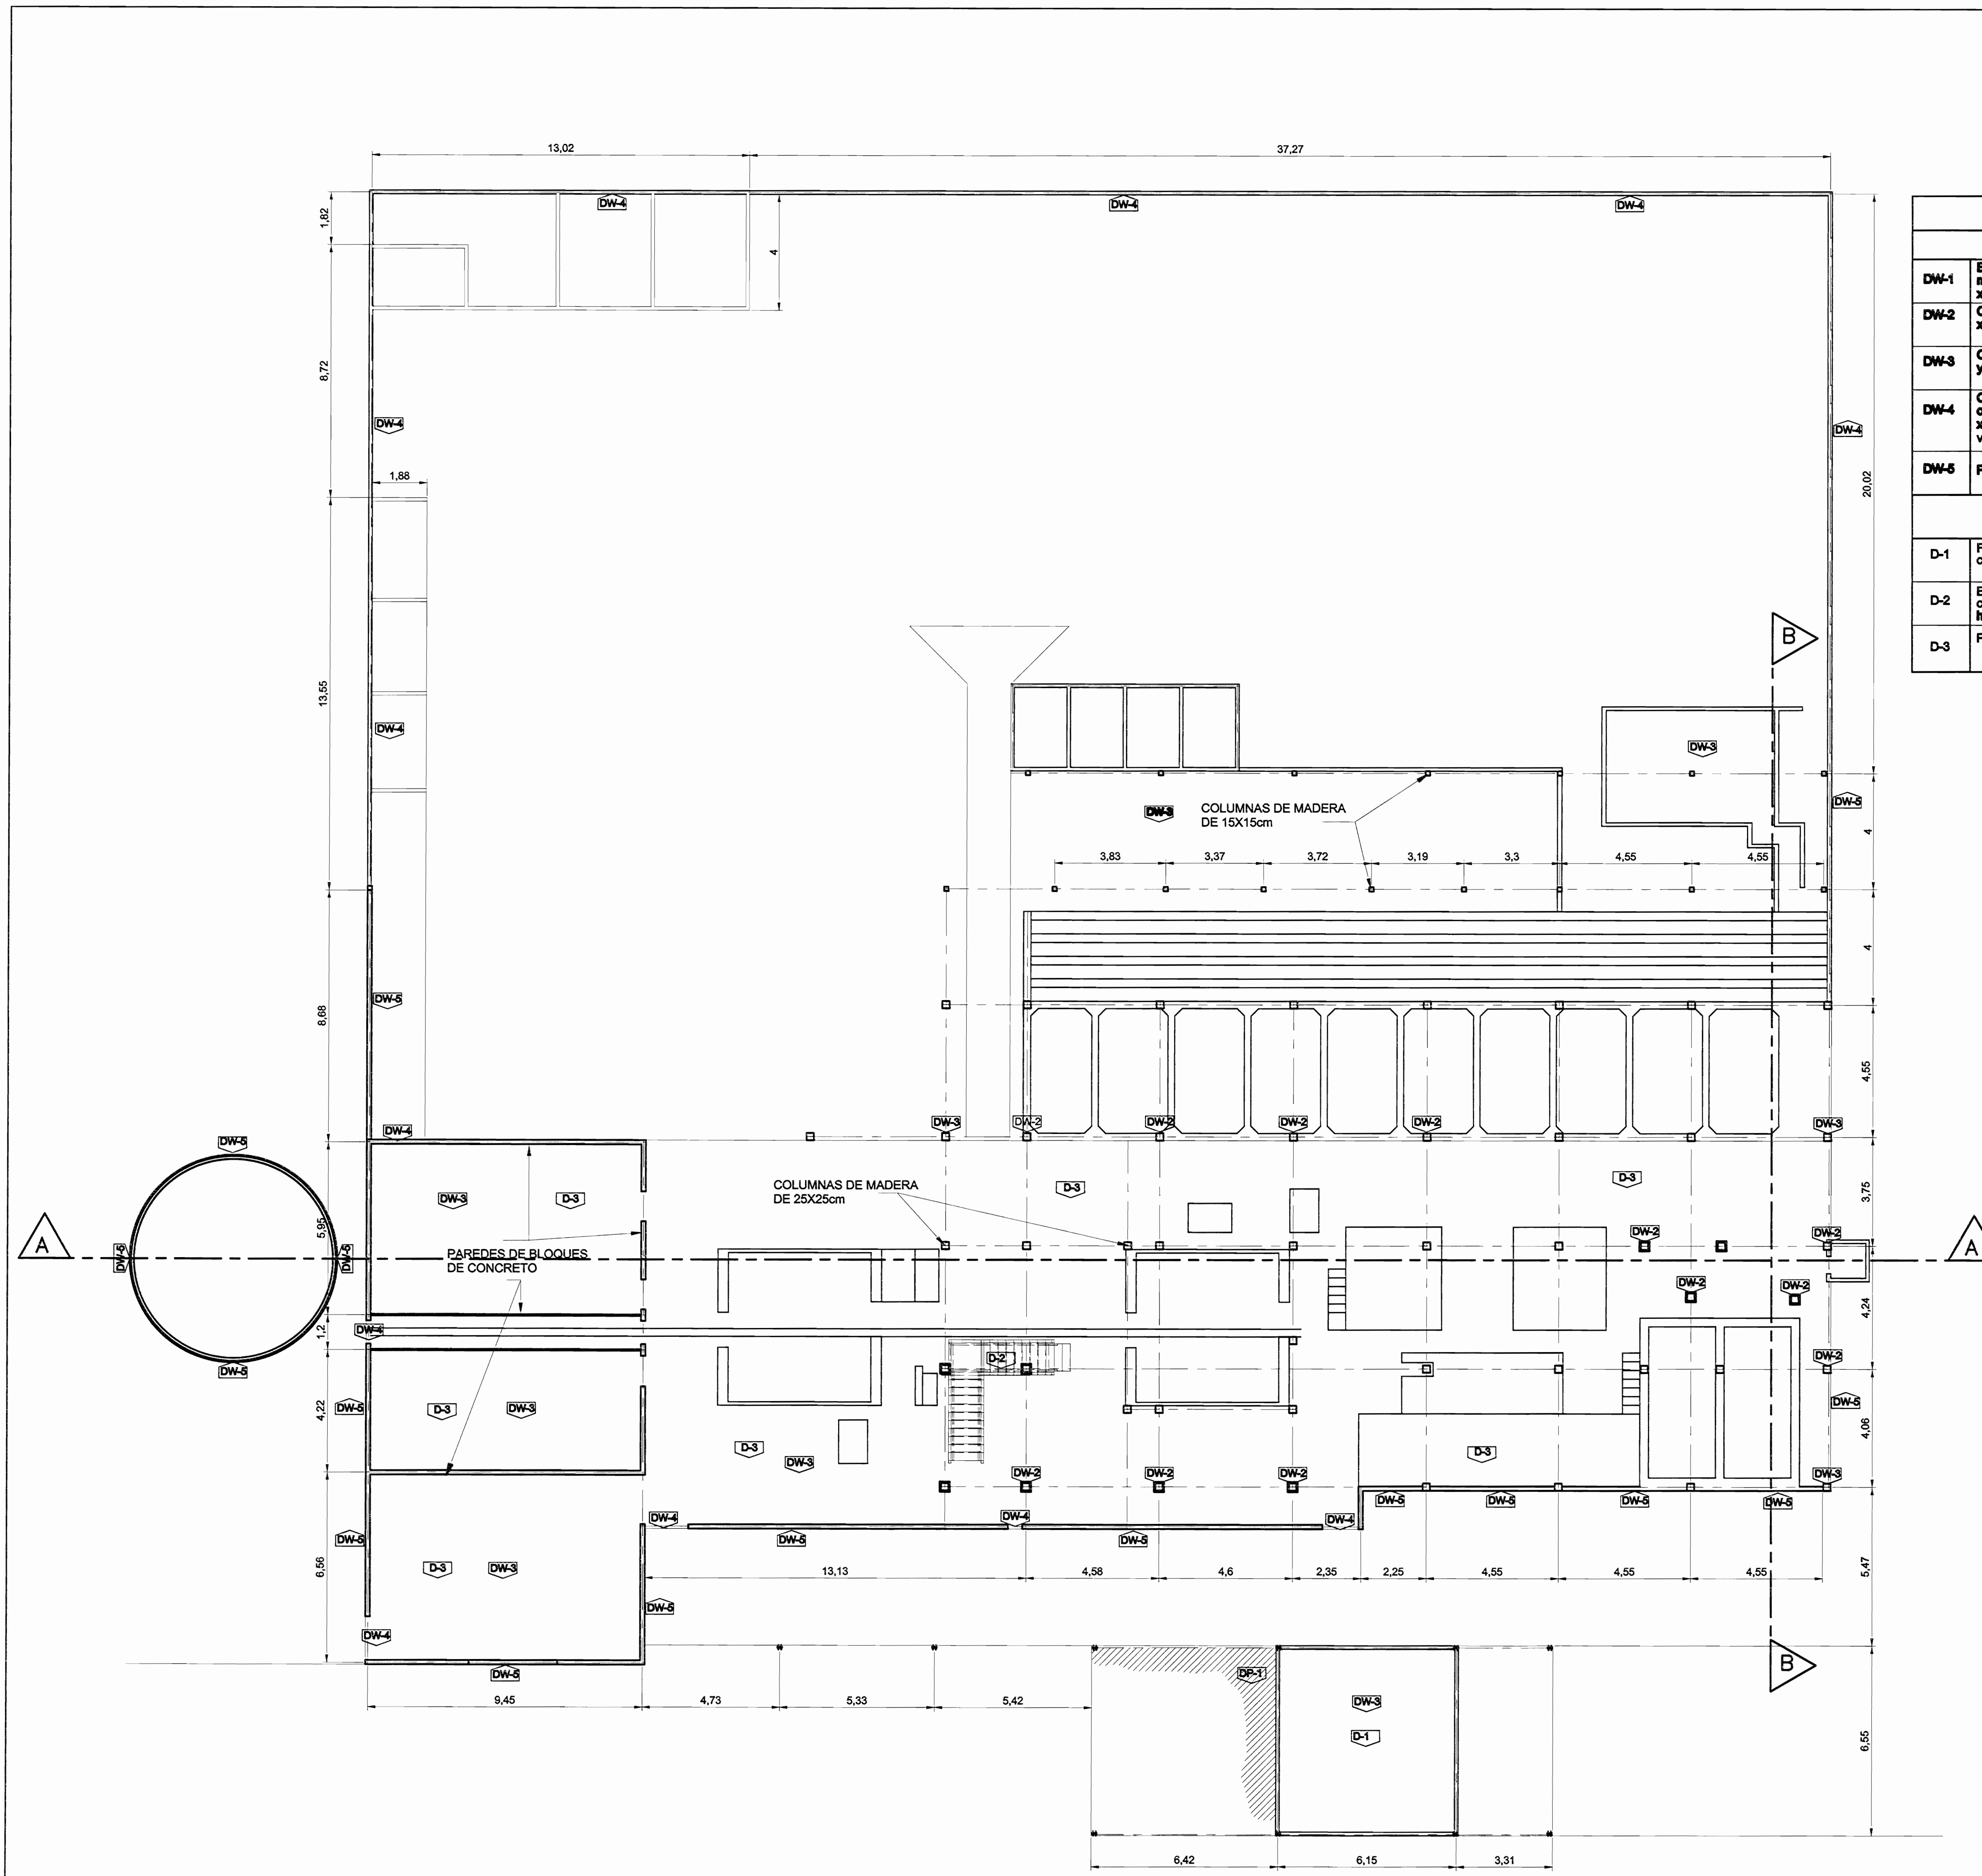 13,02
37,27
DW-4
DW-4
DW-4
1,82
4
DW-1
DW-2
8,72
DW-3
DW-4
DW-4
DW-4
1,88
DW-5
20,02
D-1
D-2
B
D-3
13,55
DW-4
DW-3
DW-3
COLUMNAS DE MADERA
DE 15X15cm
DW-5
4
3,83
3,37
3,72
3,19
3,3
4,55
4,55
4
8,68
DW-5
4,55
DW-4
DW-5
DW-3
DW-2
DW-2
DW-2
DW-2
DW-3
DW-3
D-3
COLUMNAS DE MADERA
DE 25X25cm
D-3
D-3
3,75
5,95
A
DW-5
DW-5
PAREDES DE BLOQUES
DE CONCRETO
DW-2
DW-2
A
DW-2
DW-2
4,24
DW-4
1,2
D-2
DW-2
DW-5
4,22
DW-5
D-3
DW-3
DW-5
4,06
D-3
DW-3
D-3
DW-2
DW-2
DW-2
DW-3
DW-5
DW-5
DW-5
DW-5
DW-4
DW-4
DW-4
DW-5
DW-5
DW-5
6,56
D-3
DW-3
13,13
4,58
4,6
2,35
2,25
4,55
4,55
4,55
5,47
DW-5
DW-4
DW-5
DP-1
B
9,45
4,73
5,33
5,42
DW-3
D-1
6,55
6,42
6,15
3,31